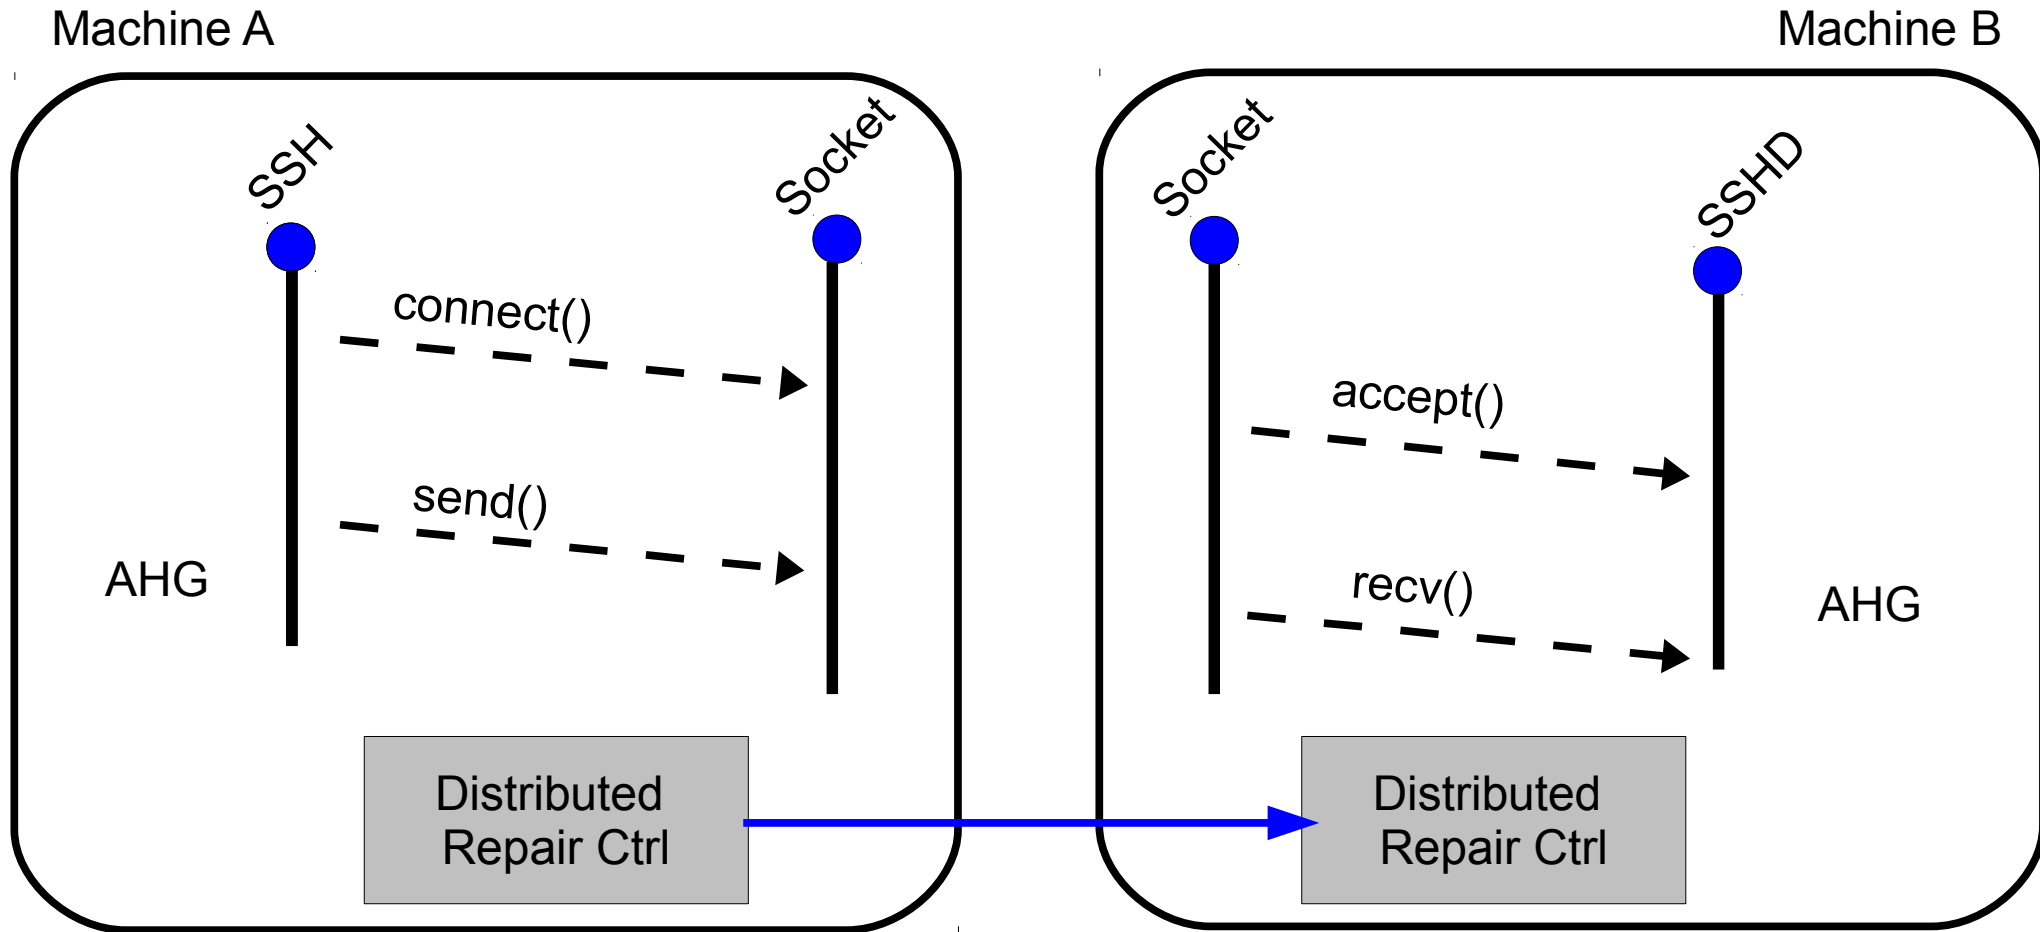 Machine A
Machine B
SSH
Socket
Socket
SSHD
connect()
accept()
send()
recv()
AHG
AHG
Distributed
Repair Ctrl
Distributed
Repair Ctrl